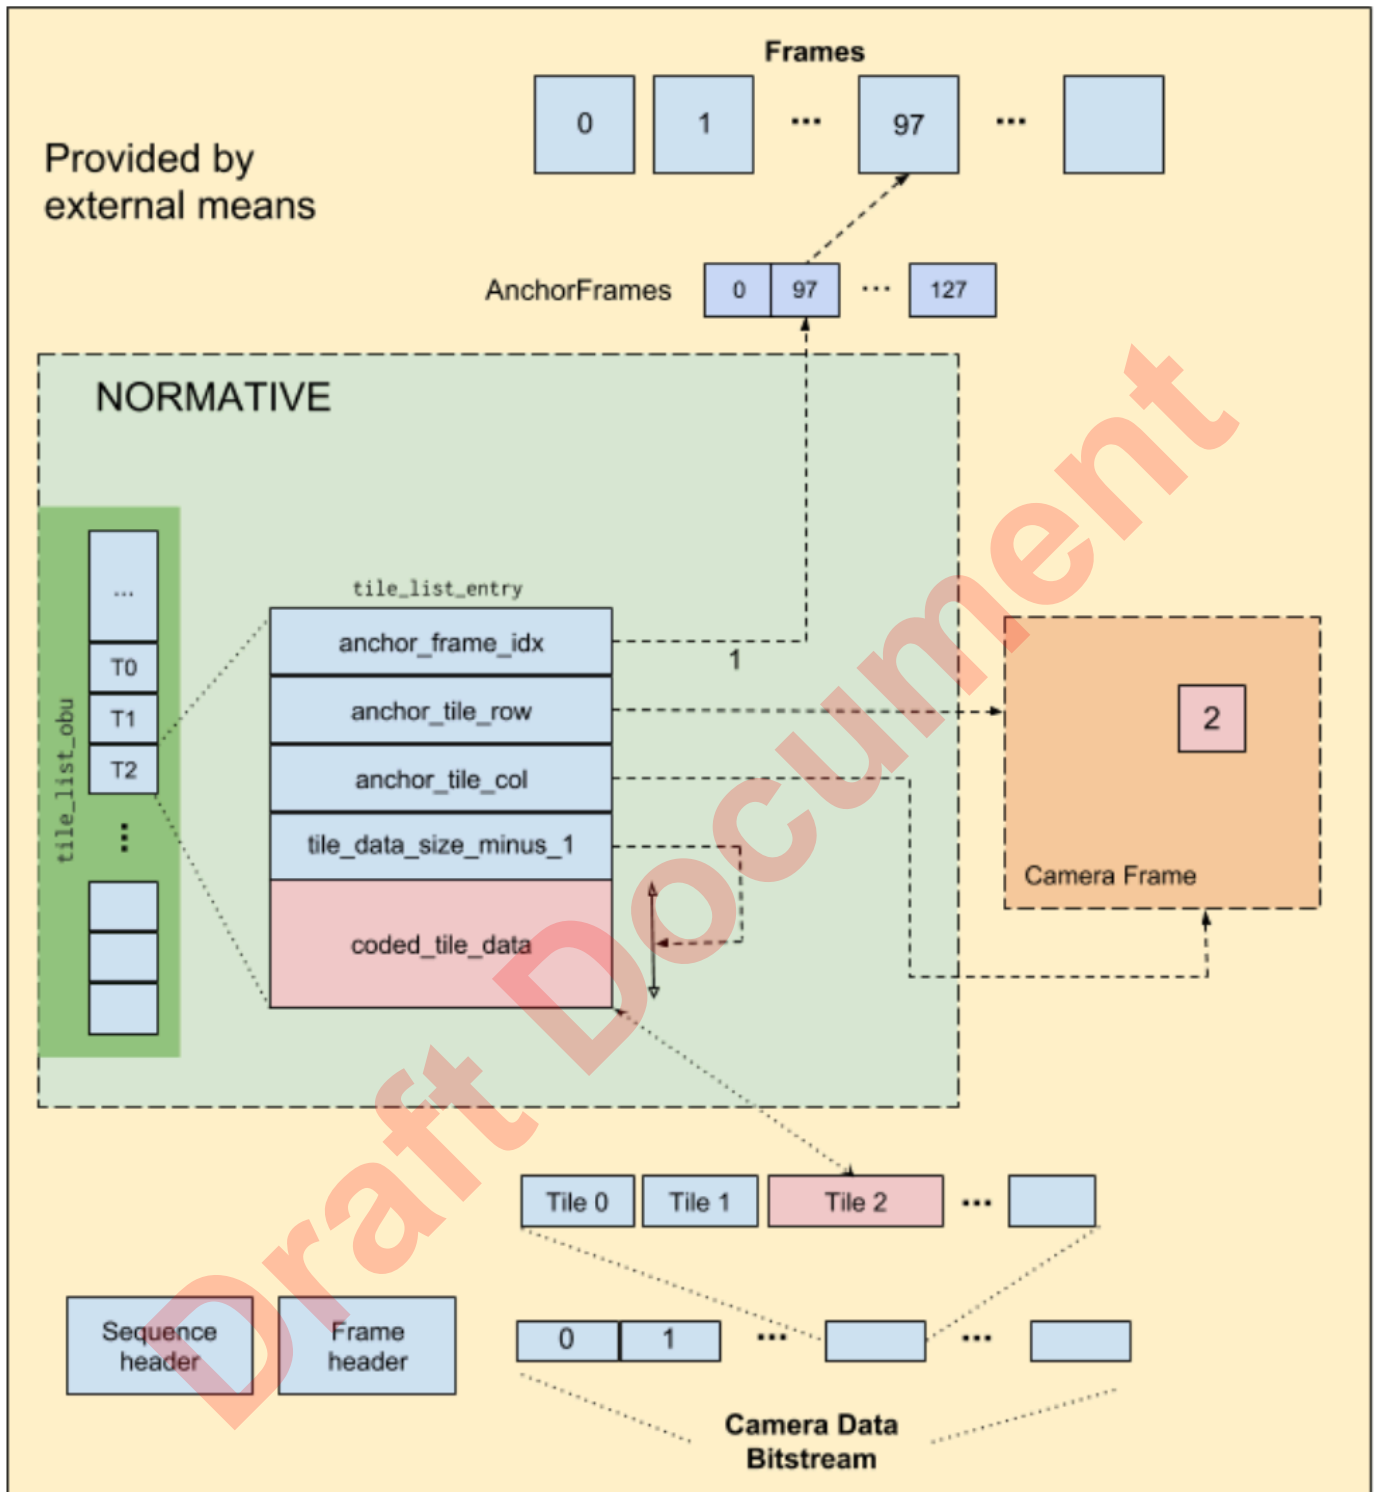 Frames
0 1 ... 97 ...
Provided by
external means
AnchorFrames 0 97 ... 127
NORMATIVE
tile_list_obu
...
T0
T1
T2
tile_list_entry
anchor_frame_idx
1
anchor_tile_row
anchor_tile_col
tile_data_size_minus_1
coded_tile_data
2
Camera Frame
Tile 0 Tile 1 Tile 2 ...
Sequence
header
Frame
header
0 1 ... ...
Camera Data
Bitstream
Draft Document